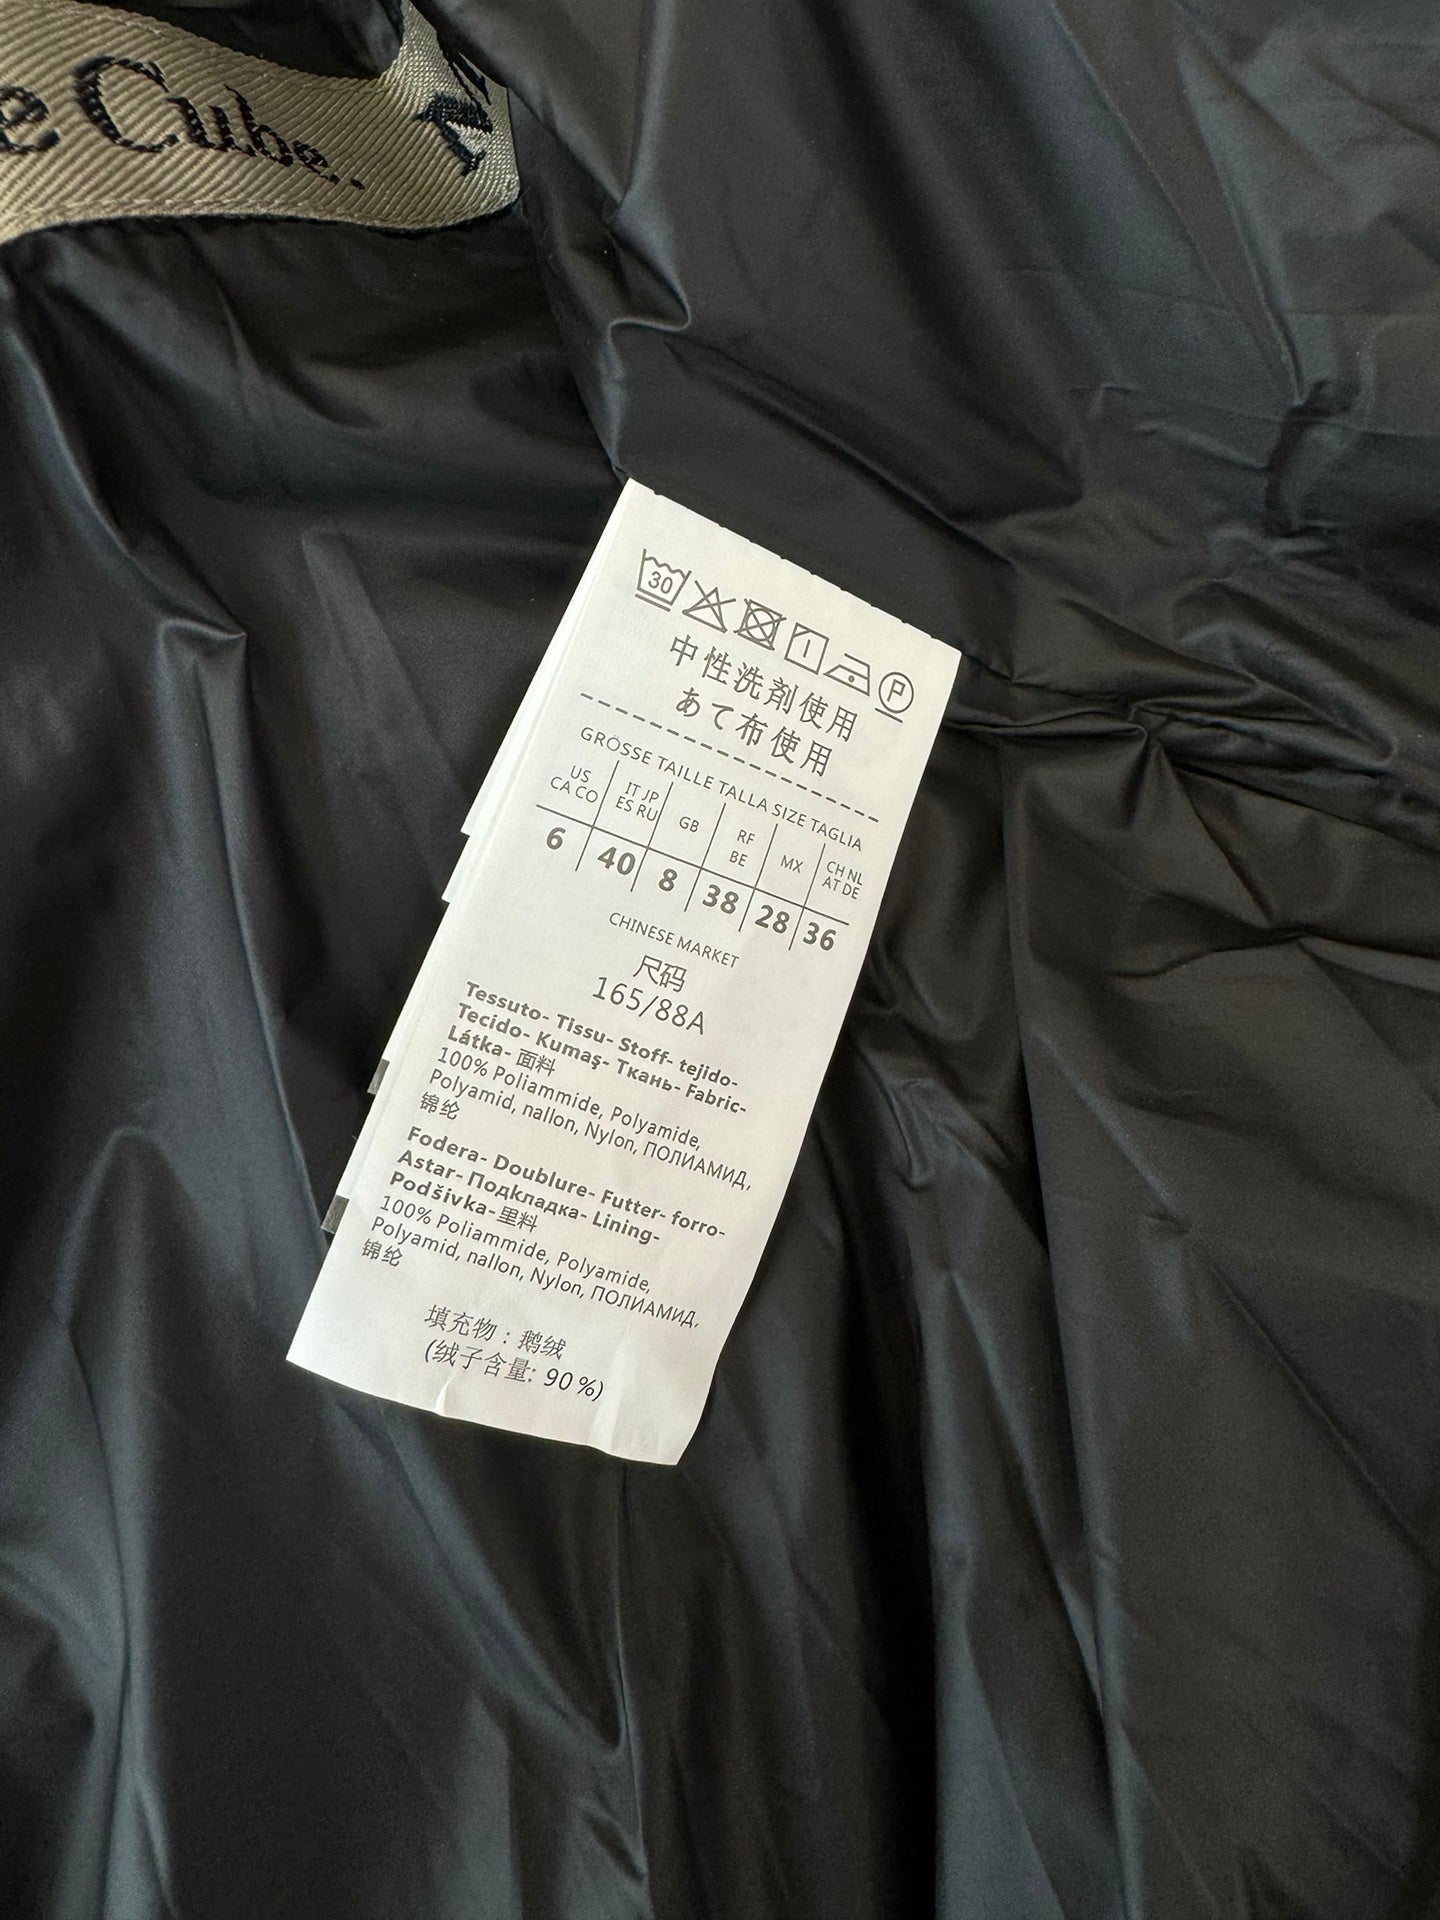 e Cube.
30
P
中性洗剤使用
あて布使用
GRÖSSE TAILLE TALLA SIZE TAGLIA
US CA CO
IT JP ES RU
GB
RF BE
MX
CH NL AT DE
6 40 8 38 28 36
CHINESE MARKET
尺码
165/88A
Tessuto- Tissu- Stoff- tejido-
Tecido- Kumaş- Ткань- Fabric-
Látka- 面料
100% Poliammide, Polyamide,
Polyamid, nallon, Nylon, ПОЛИАМИД,
锦纶
Fodera- Doublure- Futter- forro-
Astar- Подкладка- Lining-
Podšívka- 里料
100% Poliammide, Polyamide,
Polyamid, nallon, Nylon, ПОЛИАМИД,
锦纶
填充物：鹅绒
(绒子含量: 90%)